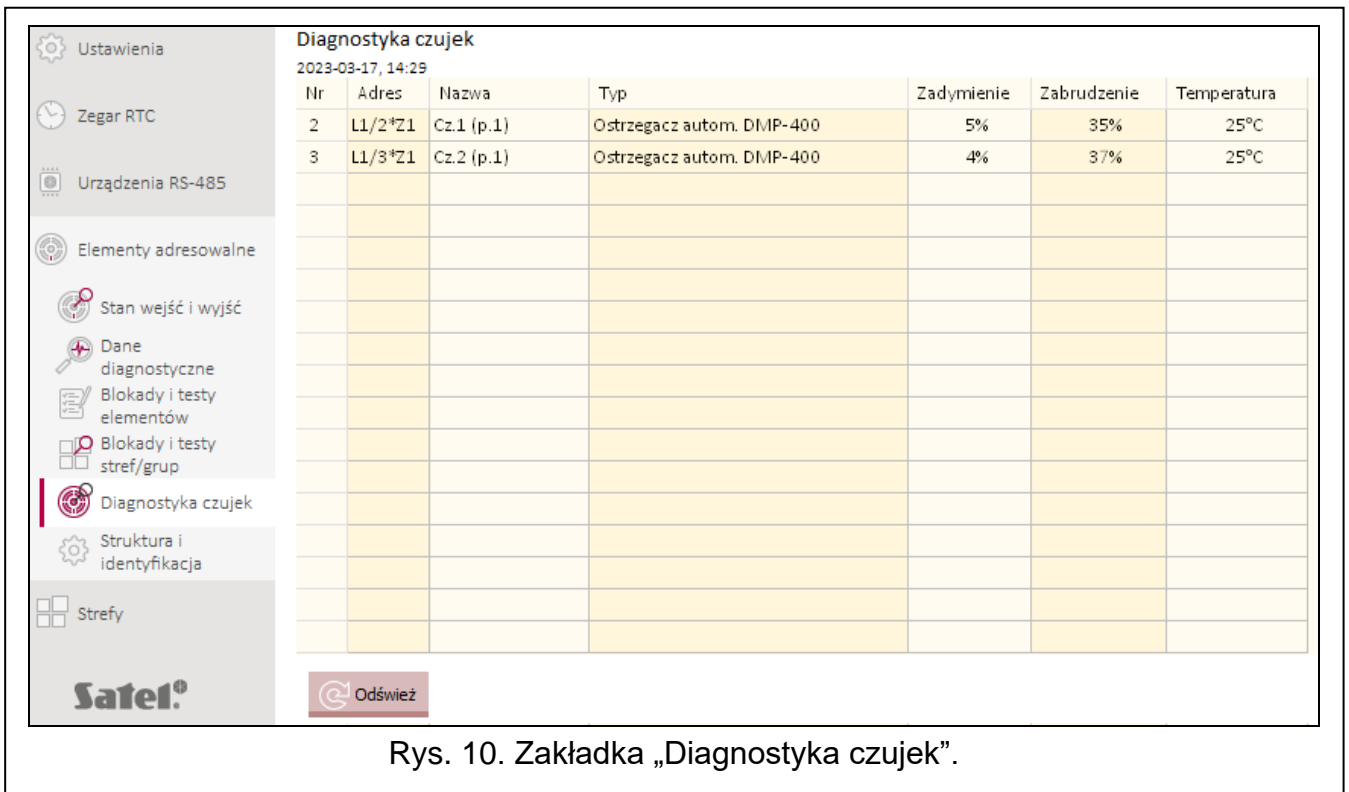 Ustawienia
Zegar RTC
Urządzenia RS-485
Elementy adresowalne
Stan wejść i wyjść
Dane
diagnostyczne
Blokady i testy
elementów
Blokady i testy
stref/grup
Diagnostyka czujek
Struktura i
identyfikacja
Strefy
Satel
Diagnostyka czujek
2023-03-17, 14:29
Nr Adres Nazwa Typ Zadymienie Zabrudzenie Temperatura
2 L1/2*Z1 Cz.1 (p.1) Ostrzegacz autom. DMP-400 5% 35% 25°C
3 L1/3*Z1 Cz.2 (p.1) Ostrzegacz autom. DMP-400 4% 37% 25°C
Odśwież
Rys. 10. Zakładka „Diagnostyka czujek”.